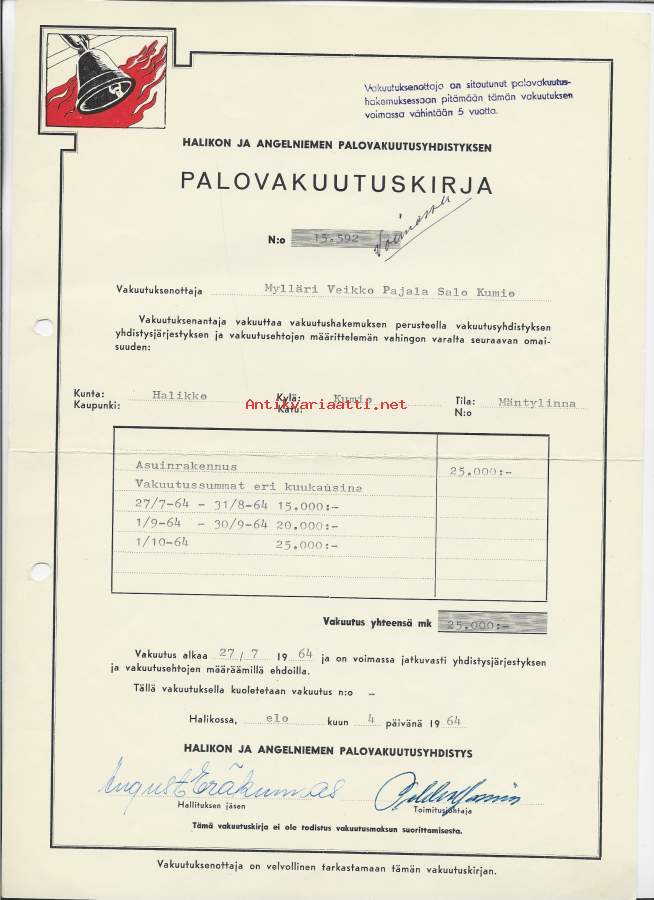 Vakuutuksenottaja on sitoutunut palovakuutus-
hakemuksessaan pitämään tämän vakuutuksen
voimassa vähintään 5 vuotta.
HALIKON JA ANGELNIEMEN PALOVAKUUTUSYHDISTYKSEN
PALOVAKUUTUSKIRJA
N:o 15.592 Voimassa
Vakuutuksenottaja Mylläri Veikko Pajala Salo Kumio
Vakuutuksenantaja vakuuttaa vakuutushakemuksen perusteella vakuutusyhdistyksen
yhdistysjärjestyksen ja vakuutusehtojen määrittelemän vahingon varalta seuraavan omai-
suuden:
Kunta: Halikko Kylä: Kumio Tila: Mäntylinna
Kaupunki: Katu: N:o
Antikvariaatti.net
Asuinrakennus 25.000:-
Vakuutussummat eri kuukausina
27/7-64 - 31/8-64 15.000:-
1/9-64 - 30/9-64 20.000:-
1/10-64 25.000:-
Vakuutus yhteensä mk 25.000:-
Vakuutus alkaa 27/7 1964 ja on voimassa jatkuvasti yhdistysjärjestyksen
ja vakuutusehtojen määräämillä ehdoilla.
Tällä vakuutuksella kuoletetaan vakuutus n:o –
Halikossa, elo kuun 4 päivänä 1964
HALIKON JA ANGELNIEMEN PALOVAKUUTUSYHDISTYS
August Eräkunnas
Hallituksen jäsen Toimitusjohtaja
Tämä vakuutuskirja ei ole todistus vakuutusmaksun suorittamisesta.
Vakuutuksenottaja on velvollinen tarkastamaan tämän vakuutuskirjan.